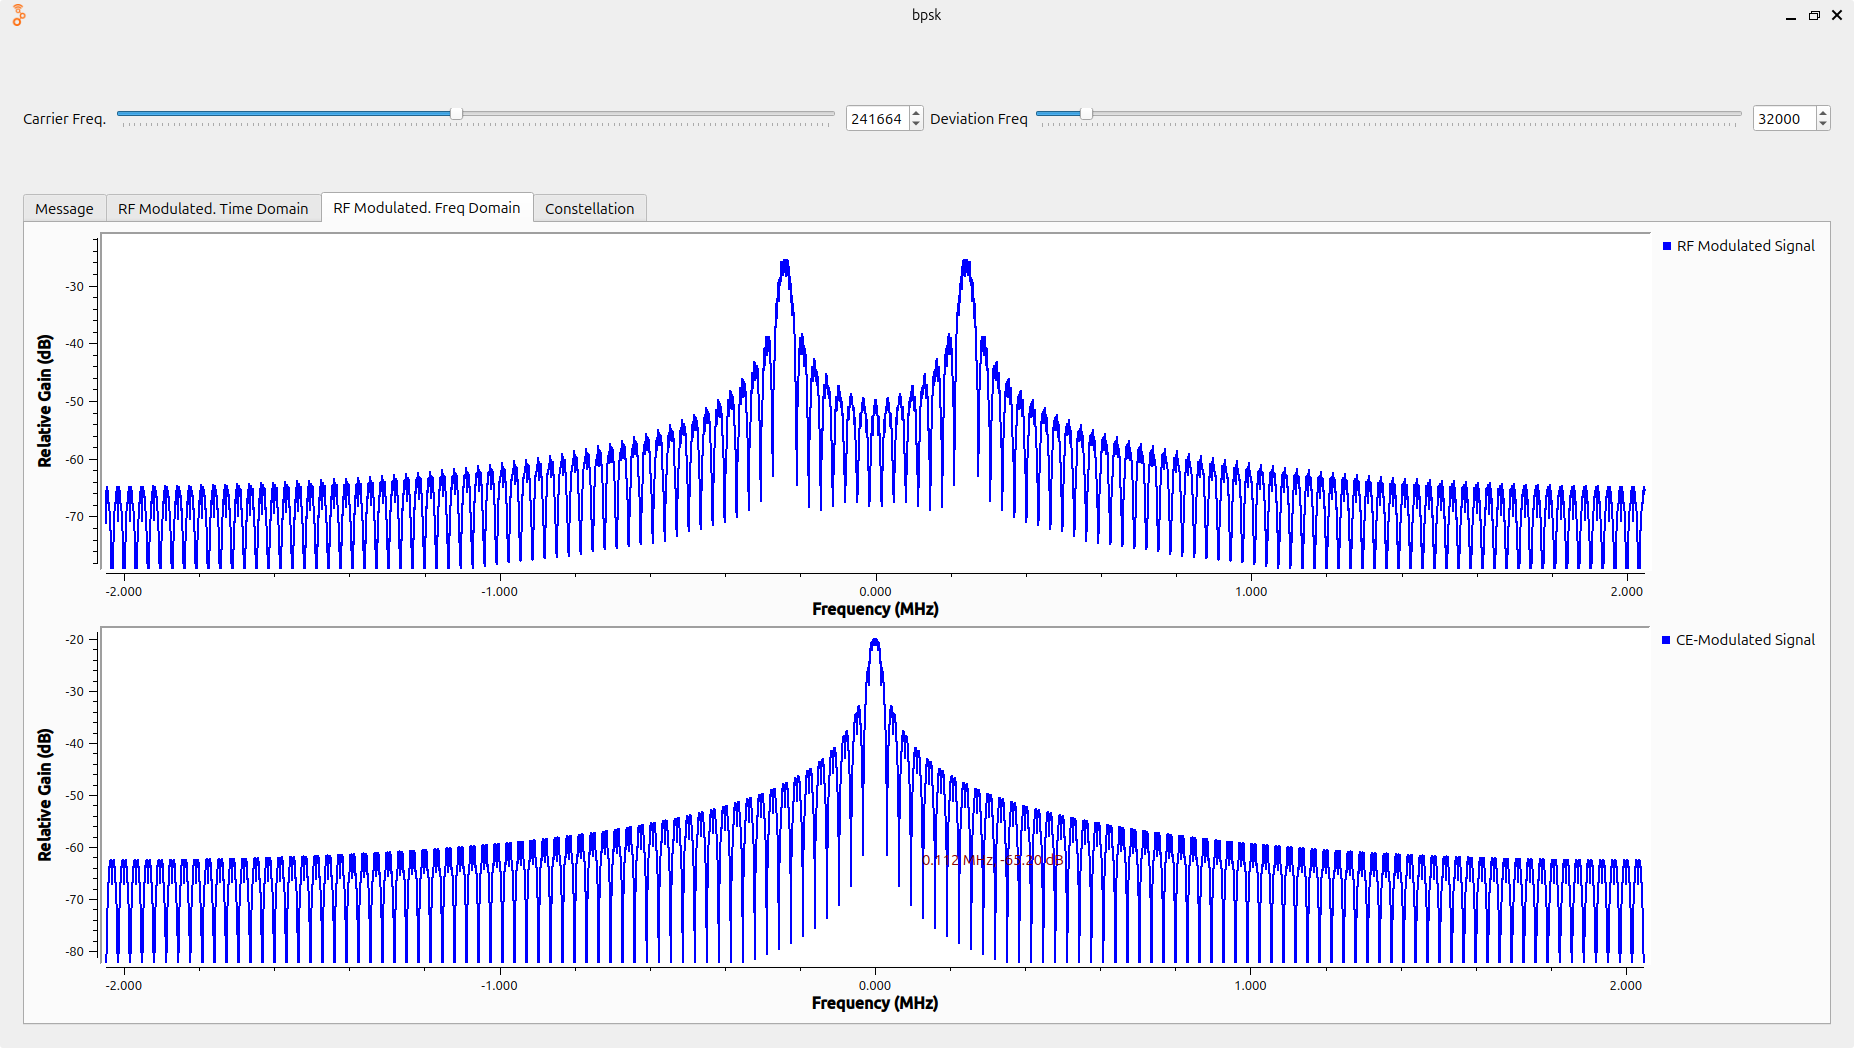 bpsk
Carrier Freq. 241664 Deviation Freq 32000
Message RF Modulated. Time Domain RF Modulated. Freq Domain Constellation
RF Modulated Signal
Relative Gain (dB)
-30
-40
-50
-60
-70
-2.000 -1.000 0.000 1.000 2.000
Frequency (MHz)
CE-Modulated Signal
Relative Gain (dB)
-20
-30
-40
-50
-60
-70
-80
0.112 MHz, -65.20 dB
-2.000 -1.000 0.000 1.000 2.000
Frequency (MHz)